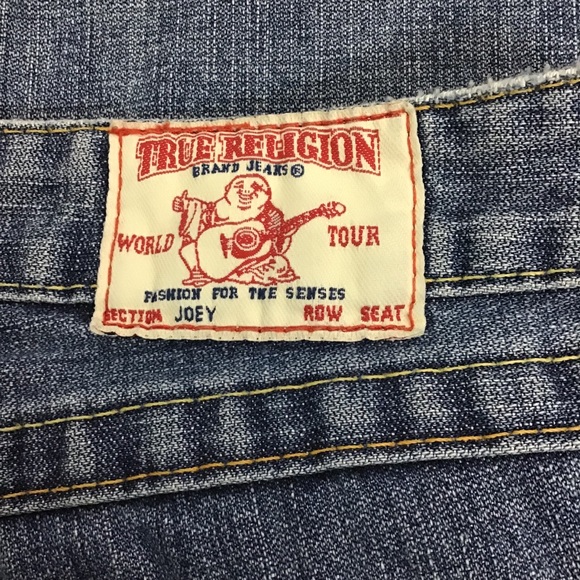 TRUE RELIGION
BRAND JEANS®
WORLD TOUR
FASHION FOR THE SENSES
SECTION JOEY ROW SEAT